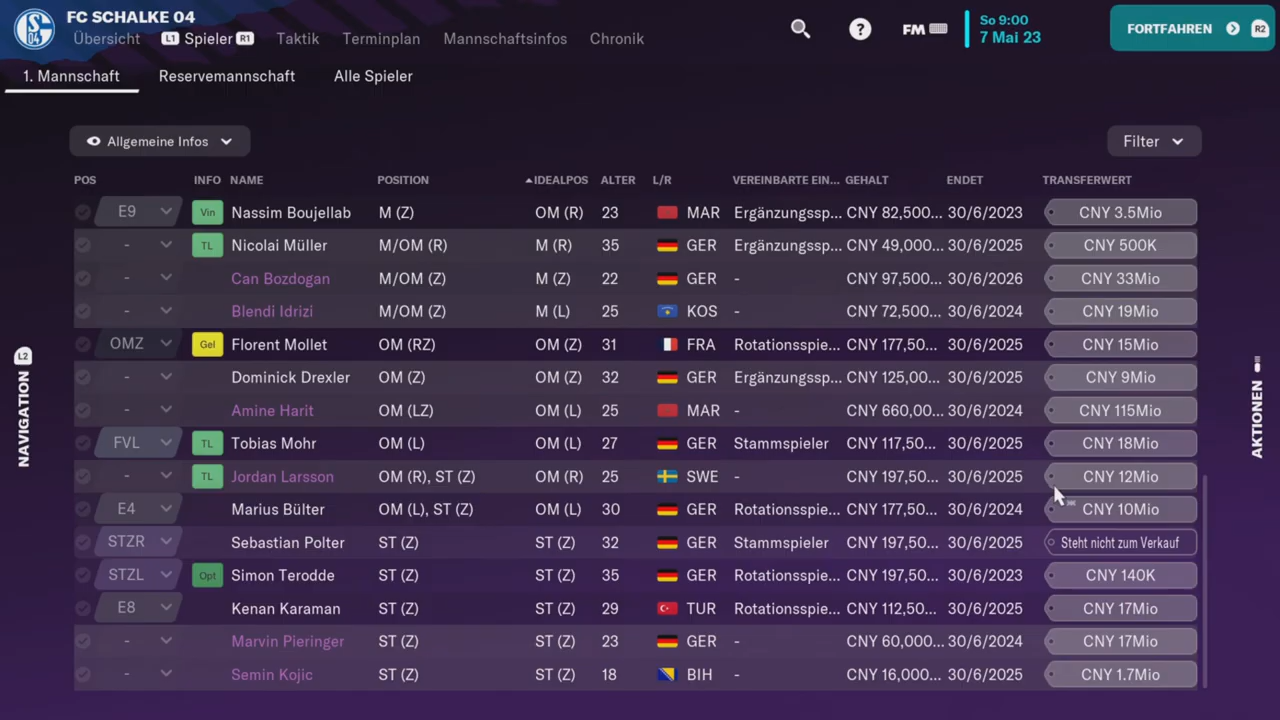 FC SCHALKE 04
Übersicht L1 Spieler R1 Taktik Terminplan Mannschaftsinfos Chronik
FM
So 9:00
7 Mai 23
FORTFAHREN R2
1. Mannschaft Reservemannschaft Alle Spieler
Allgemeine Infos Filter
POS INFO NAME POSITION IDEALPOS ALTER L/R VEREINBARTE EIN... GEHALT ENDET TRANSFERWERT
E9 Vin Nassim Boujellab M (Z) OM (R) 23 MAR Ergänzungssp... CNY 82,500... 30/6/2023 CNY 3.5Mio
- TL Nicolai Müller M/OM (R) M (R) 35 GER Ergänzungssp... CNY 49,000... 30/6/2025 CNY 500K
- Can Bozdogan M/OM (Z) M (Z) 22 GER - CNY 97,500... 30/6/2026 CNY 33Mio
- Blendi Idrizi M/OM (Z) M (L) 25 KOS - CNY 72,500... 30/6/2024 CNY 19Mio
OMZ Gel Florent Mollet OM (RZ) OM (Z) 31 FRA Rotationsspie... CNY 177,50... 30/6/2025 CNY 15Mio
- Dominick Drexler OM (Z) OM (Z) 32 GER Ergänzungssp... CNY 125,00... 30/6/2025 CNY 9Mio
- Amine Harit OM (LZ) OM (L) 25 MAR - CNY 660,00... 30/6/2024 CNY 115Mio
FVL TL Tobias Mohr OM (L) OM (L) 27 GER Stammspieler CNY 117,50... 30/6/2025 CNY 18Mio
- TL Jordan Larsson OM (R), ST (Z) OM (R) 25 SWE - CNY 197,50... 30/6/2025 CNY 12Mio
E4 Marius Bülter OM (L), ST (Z) OM (L) 30 GER Rotationsspie... CNY 177,50... 30/6/2024 CNY 10Mio
STZR Sebastian Polter ST (Z) ST (Z) 32 GER Stammspieler CNY 197,50... 30/6/2025 Steht nicht zum Verkauf
STZL Opt Simon Terodde ST (Z) ST (Z) 35 GER Rotationsspie... CNY 197,50... 30/6/2023 CNY 140K
E8 Kenan Karaman ST (Z) ST (Z) 29 TUR Rotationsspie... CNY 112,50... 30/6/2025 CNY 17Mio
- Marvin Pieringer ST (Z) ST (Z) 23 GER - CNY 60,000... 30/6/2024 CNY 17Mio
- Semin Kojic ST (Z) ST (Z) 18 BIH - CNY 16,000... 30/6/2025 CNY 1.7Mio
L2 NAVIGATION
AKTIONEN